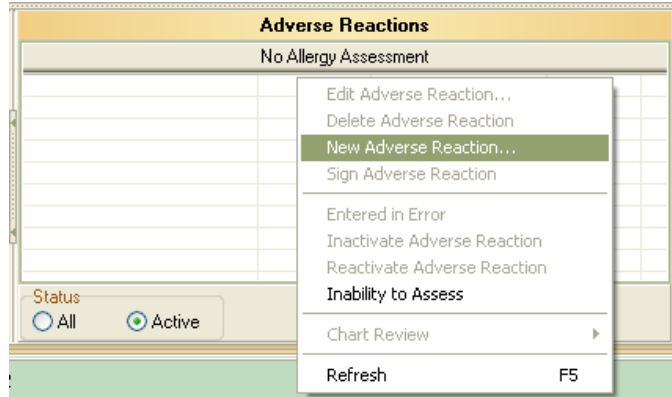 Adverse Reactions
No Allergy Assessment
Edit Adverse Reaction...
Delete Adverse Reaction
New Adverse Reaction...
Sign Adverse Reaction
Entered in Error
Inactivate Adverse Reaction
Reactivate Adverse Reaction
Inability to Assess
Chart Review
Refresh F5
Status
All Active